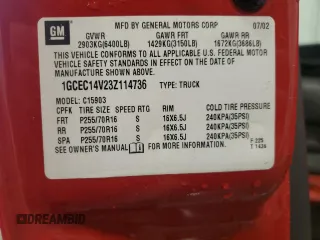 GM
MFD BY GENERAL MOTORS CORP 07/02
GVWR GAWR FRT GAWR RR
2903KG(6400LB) 1429KG(3150LB) 1672KG(3686LB)
THIS VEHICLE CONFORMS TO ALL APPLICABLE U.S. FEDERAL MOTOR
VEHICLE SAFETY STANDARDS IN EFFECT ON THE DATE OF
MANUFACTURE SHOWN ABOVE.
1GCEC14V23Z114736 TYPE: TRUCK
MODEL: C15903
CPFK TIRE SIZE SPEED RTG RIM COLD TIRE PRESSURE
FRT P255/70R16 S 16X6.5J 240KPA(35PSI)
RR P255/70R16 S 16X6.5J 240KPA(35PSI)
SPA P255/70R16 S 16X6.5J 240KPA(35PSI)
SEE OWNER'S MANUAL FOR MORE INFORMATION.
DREAMBID